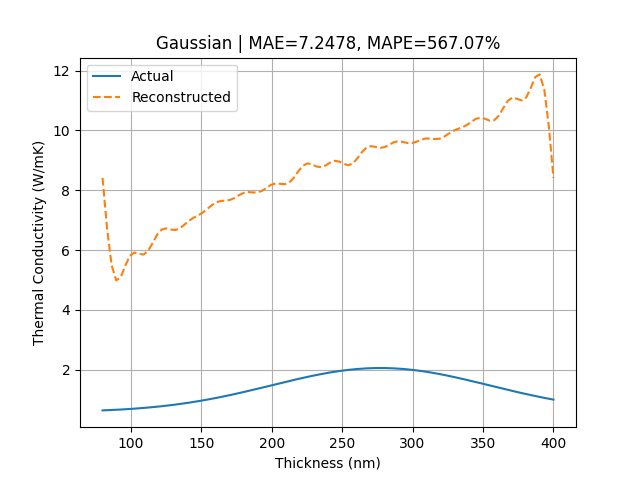 Gaussian | MAE=7.2478, MAPE=567.07%
Actual
Reconstructed
12
10
8
6
4
2
Thermal Conductivity (W/mK)
100 150 200 250 300 350 400
Thickness (nm)